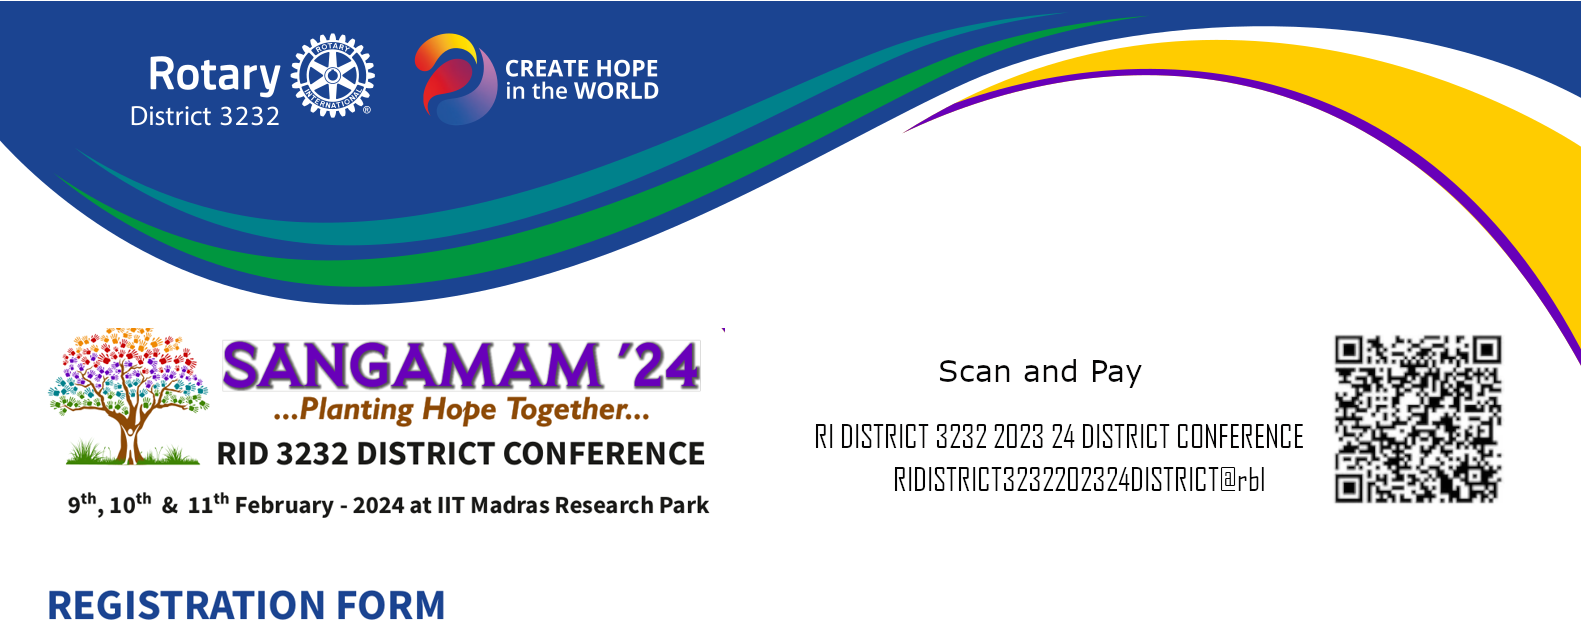 Rotary
District 3232
ROTARY
INTERNATIONAL
®
CREATE HOPE
in the WORLD
SANGAMAM '24
...Planting Hope Together...
RID 3232 DISTRICT CONFERENCE
9th, 10th & 11th February - 2024 at IIT Madras Research Park
Scan and Pay
RI DISTRICT 3232 2023 24 DISTRICT CONFERENCE
RIDISTRICT3232202324DISTRICT@rbl
REGISTRATION FORM